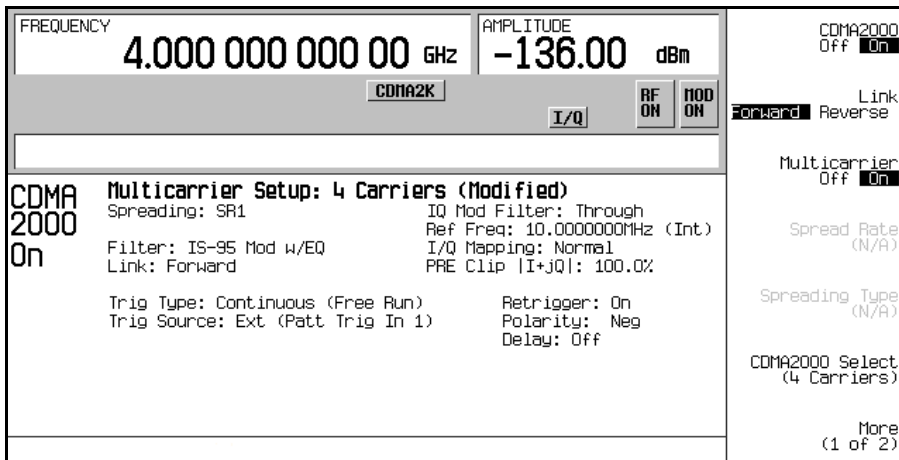 FREQUENCY
4.000 000 000 00 GHz
AMPLITUDE
-136.00 dBm
CDMA2K
I/Q
RF ON
MOD ON
CDMA 2000 On
Multicarrier Setup: 4 Carriers (Modified)
Spreading: SR1
IQ Mod Filter: Through
Ref Freq: 10.0000000MHz (Int)
Filter: IS-95 Mod w/EQ
I/Q Mapping: Normal
Link: Forward
PRE Clip |I+jQ|: 100.0%
Trig Type: Continuous (Free Run)
Retrigger: On
Trig Source: Ext (Patt Trig In 1)
Polarity: Neg
Delay: Off
CDMA2000
Off On
Link
Forward Reverse
Multicarrier
Off On
Spread Rate
(N/A)
Spreading Type
(N/A)
CDMA2000 Select
(4 Carriers)
More
(1 of 2)